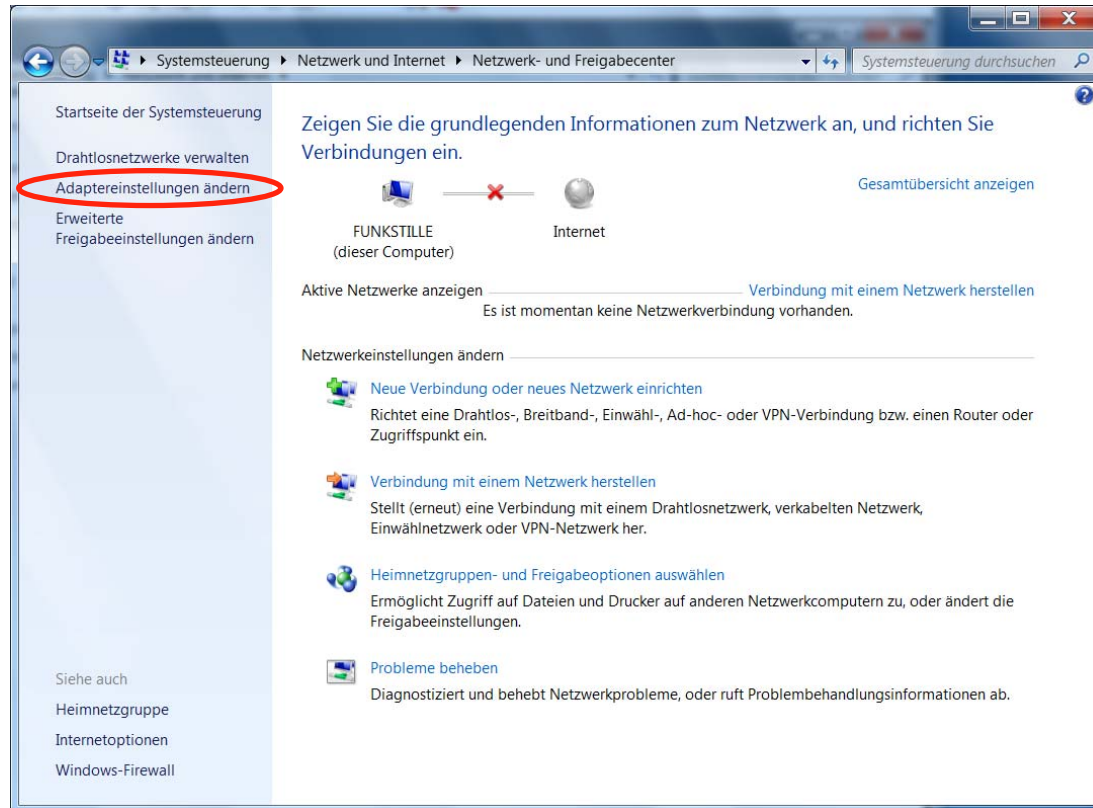 Systemsteuerung Netzwerk und Internet Netzwerk- und Freigabecenter
Systemsteuerung durchsuchen
Startseite der Systemsteuerung
Drahtlosnetzwerke verwalten
Adaptereinstellungen ändern
Erweiterte
Freigabeeinstellungen ändern
Zeigen Sie die grundlegenden Informationen zum Netzwerk an, und richten Sie
Verbindungen ein.
Gesamtübersicht anzeigen
FUNKSTILLE
(dieser Computer)
Internet
Aktive Netzwerke anzeigen
Verbindung mit einem Netzwerk herstellen
Es ist momentan keine Netzwerkverbindung vorhanden.
Netzwerkeinstellungen ändern
Neue Verbindung oder neues Netzwerk einrichten
Richtet eine Drahtlos-, Breitband-, Einwähl-, Ad-hoc- oder VPN-Verbindung bzw. einen Router oder
Zugriffspunkt ein.
Verbindung mit einem Netzwerk herstellen
Stellt (erneut) eine Verbindung mit einem Drahtlosnetzwerk, verkabelten Netzwerk,
Einwählnetzwerk oder VPN-Netzwerk her.
Heimnetzgruppen- und Freigabeoptionen auswählen
Ermöglicht Zugriff auf Dateien und Drucker auf anderen Netzwerkcomputern zu, oder ändert die
Freigabeeinstellungen.
Probleme beheben
Diagnostiziert und behebt Netzwerkprobleme, oder ruft Problembehandlungsinformationen ab.
Siehe auch
Heimnetzgruppe
Internetoptionen
Windows-Firewall